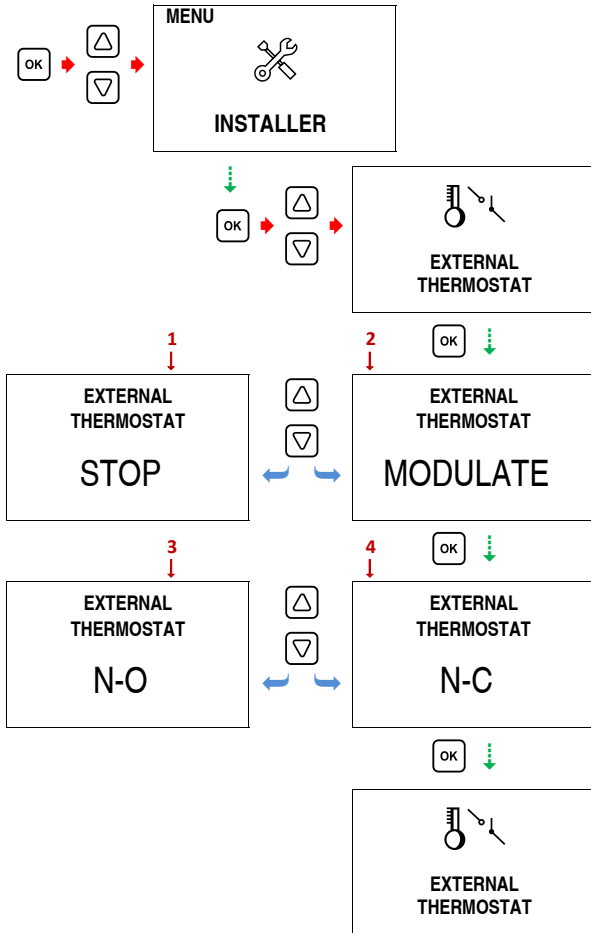 MENU
OK
INSTALLER
OK
EXTERNAL
THERMOSTAT
OK
1
2
EXTERNAL
THERMOSTAT
STOP
EXTERNAL
THERMOSTAT
MODULATE
OK
3
4
EXTERNAL
THERMOSTAT
N-O
EXTERNAL
THERMOSTAT
N-C
OK
EXTERNAL
THERMOSTAT